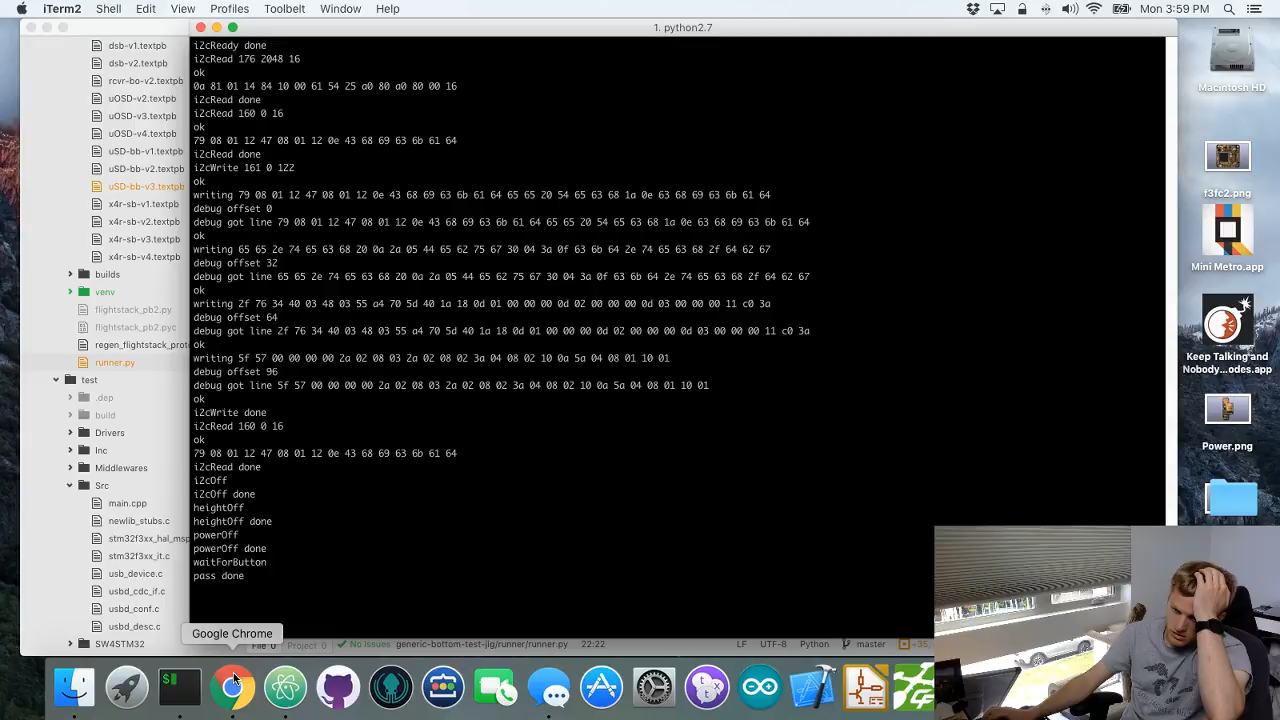 iTerm2 Shell Edit View Profiles Toolbelt Window Help
Mon 3:59 PM
1. python2.7
dsb-v1.textpb
dsb-v2.textpb
rcvr-bo-v2.textpb
uOSD-v2.textpb
uOSD-v3.textpb
uOSD-v4.textpb
uSD-bb-v1.textpb
uSD-bb-v2.textpb
uSD-bb-v3.textpb
x4r-sb-v1.textpb
x4r-sb-v2.textpb
x4r-sb-v3.textpb
x4r-sb-v4.textpb
builds
venv
flightstack_pb2.py
flightstack_pb2.pyc
regen_flightstack_prot
runner.py
test
.dep
build
Drivers
Inc
Middlewares
Src
main.cpp
newlib_stubs.c
stm32f3xx_hal_msp
stm32f3xx_it.c
usb_device.c
usbd_cdc_if.c
usbd_conf.c
usbd_desc.c
SW4STM32
i2cReady done
i2cRead 176 2048 16
ok
0a 81 01 14 84 10 00 61 54 25 a0 80 a0 80 00 16
i2cRead done
i2cRead 160 0 16
ok
79 08 01 12 47 08 01 12 0e 43 68 69 63 6b 61 64
i2cRead done
i2cWrite 161 0 122
ok
writing 79 08 01 12 47 08 01 12 0e 43 68 69 63 6b 61 64 65 65 20 54 65 63 68 1a 0e 63 68 69 63 6b 61 64
debug offset 0
debug got line 79 08 01 12 47 08 01 12 0e 43 68 69 63 6b 61 64 65 65 20 54 65 63 68 1a 0e 63 68 69 63 6b 61 64
ok
writing 65 65 2e 74 65 63 68 20 0a 2a 05 44 65 62 75 67 30 04 3a 0f 63 6b 64 2e 74 65 63 68 2f 64 62 67
debug offset 32
debug got line 65 65 2e 74 65 63 68 20 0a 2a 05 44 65 62 75 67 30 04 3a 0f 63 6b 64 2e 74 65 63 68 2f 64 62 67
ok
writing 2f 76 34 40 03 48 03 55 a4 70 5d 40 1a 18 0d 01 00 00 00 0d 02 00 00 00 0d 03 00 00 00 11 c0 3a
debug offset 64
debug got line 2f 76 34 40 03 48 03 55 a4 70 5d 40 1a 18 0d 01 00 00 00 0d 02 00 00 00 0d 03 00 00 00 11 c0 3a
ok
writing 5f 57 00 00 00 00 2a 02 08 03 2a 02 08 02 3a 04 08 02 10 0a 5a 04 08 01 10 01
debug offset 96
debug got line 5f 57 00 00 00 00 2a 02 08 03 2a 02 08 02 3a 04 08 02 10 0a 5a 04 08 01 10 01
ok
i2cWrite done
i2cRead 160 0 16
ok
79 08 01 12 47 08 01 12 0e 43 68 69 63 6b 61 64
i2cRead done
i2cOff
i2cOff done
heightOff
heightOff done
powerOff
powerOff done
waitForButton
pass done
Macintosh HD
f3fc2.png
Mini Metro.app
Keep Talking and
Nobody...odes.app
Power.png
Google Chrome
File 0 Project 0 No Issues generic-bottom-test-jig/runner/runner.py 22:22 LF UTF-8 Python master +35,